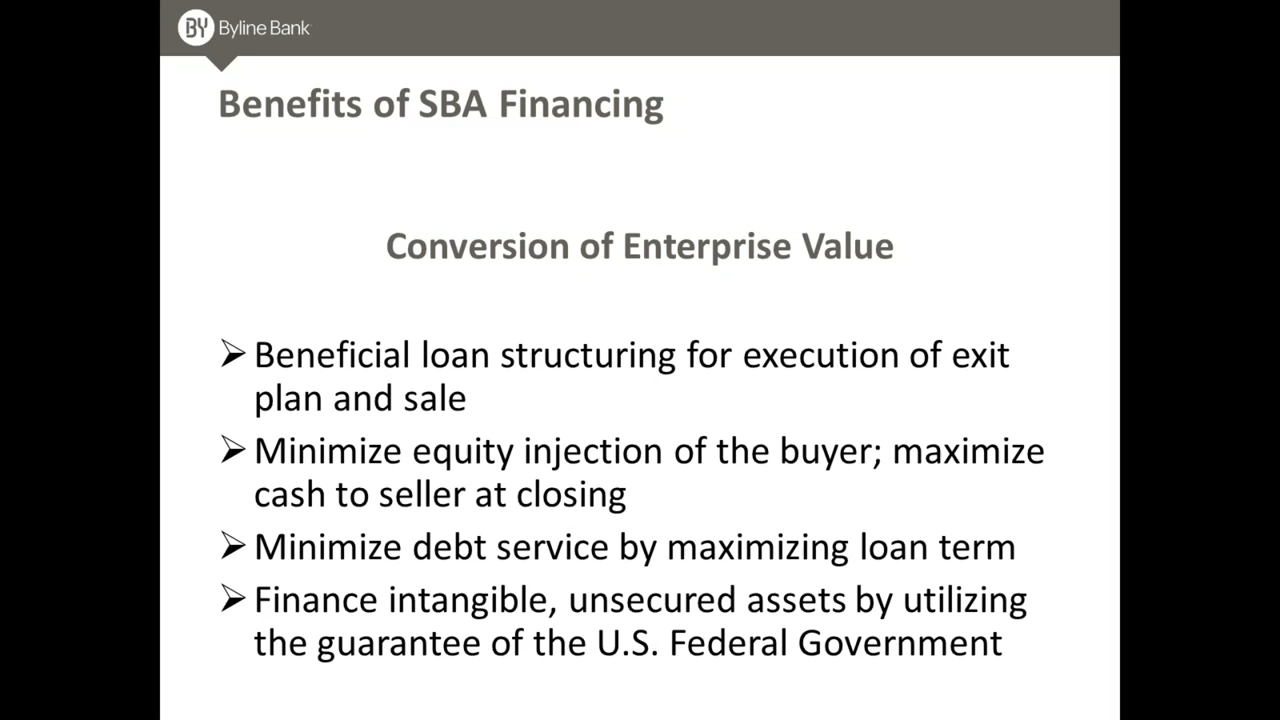 BY Byline Bank
Benefits of SBA Financing
Conversion of Enterprise Value
Beneficial loan structuring for execution of exit
plan and sale
Minimize equity injection of the buyer; maximize
cash to seller at closing
Minimize debt service by maximizing loan term
Finance intangible, unsecured assets by utilizing
the guarantee of the U.S. Federal Government